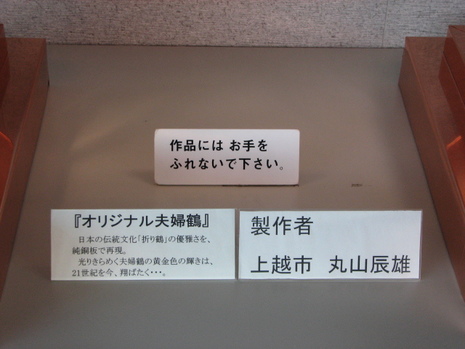 作品には お手を
ふれないで下さい。
『オリジナル夫婦鶴』
日本の伝統文化「折り鶴」の優雅さを、
純銅板で再現。
光りきらめく夫婦鶴の黄金色の輝きは、
21世紀を今、翔ばたく・・・。
製作者
上越市 丸山辰雄